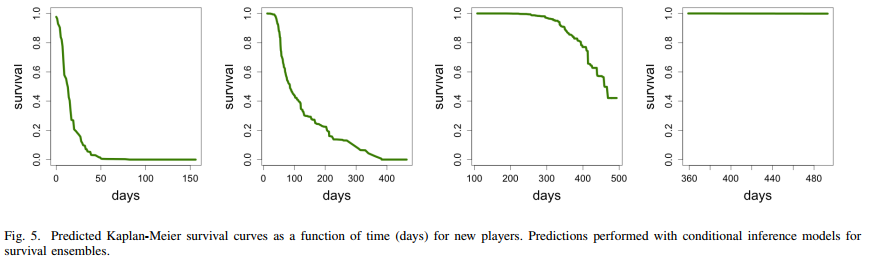 survival
0.0 0.2 0.4 0.6 0.8 1.0
0 50 100 150
days
survival
0.0 0.2 0.4 0.6 0.8 1.0
0 100 200 300 400
days
survival
0.0 0.2 0.4 0.6 0.8 1.0
100 200 300 400 500
days
survival
0.0 0.2 0.4 0.6 0.8 1.0
360 400 440 480
days
Fig. 5. Predicted Kaplan-Meier survival curves as a function of time (days) for new players. Predictions performed with conditional inference models for
survival ensembles.